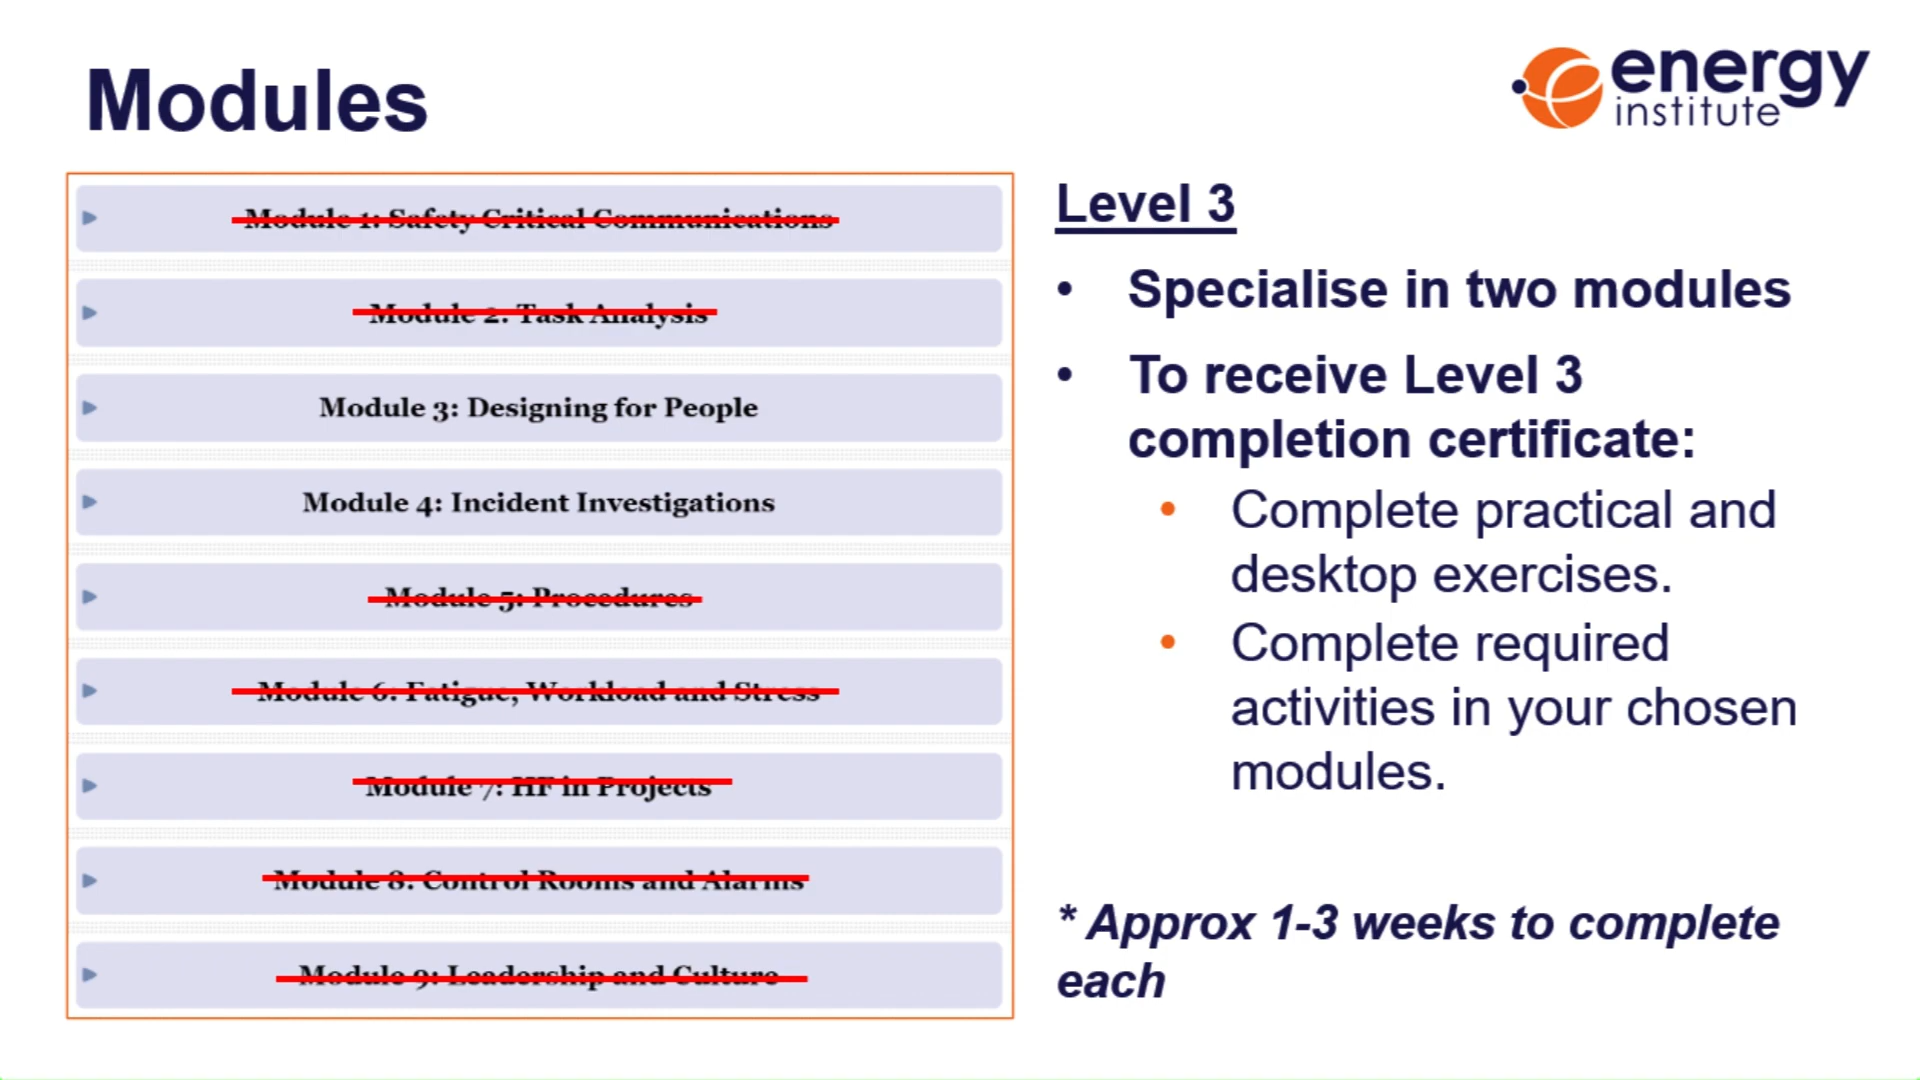 Modules
energy
institute
Module 1: Safety Critical Communications
Module 2: Task Analysis
Module 3: Designing for People
Module 4: Incident Investigations
Module 5: Procedures
Module 6: Fatigue, Workload and Stress
Module 7: HF in Projects
Module 8: Control Rooms and Alarms
Module 9: Leadership and Culture
Level 3
• Specialise in two modules
• To receive Level 3
completion certificate:
• Complete practical and
desktop exercises.
• Complete required
activities in your chosen
modules.
* Approx 1-3 weeks to complete
each